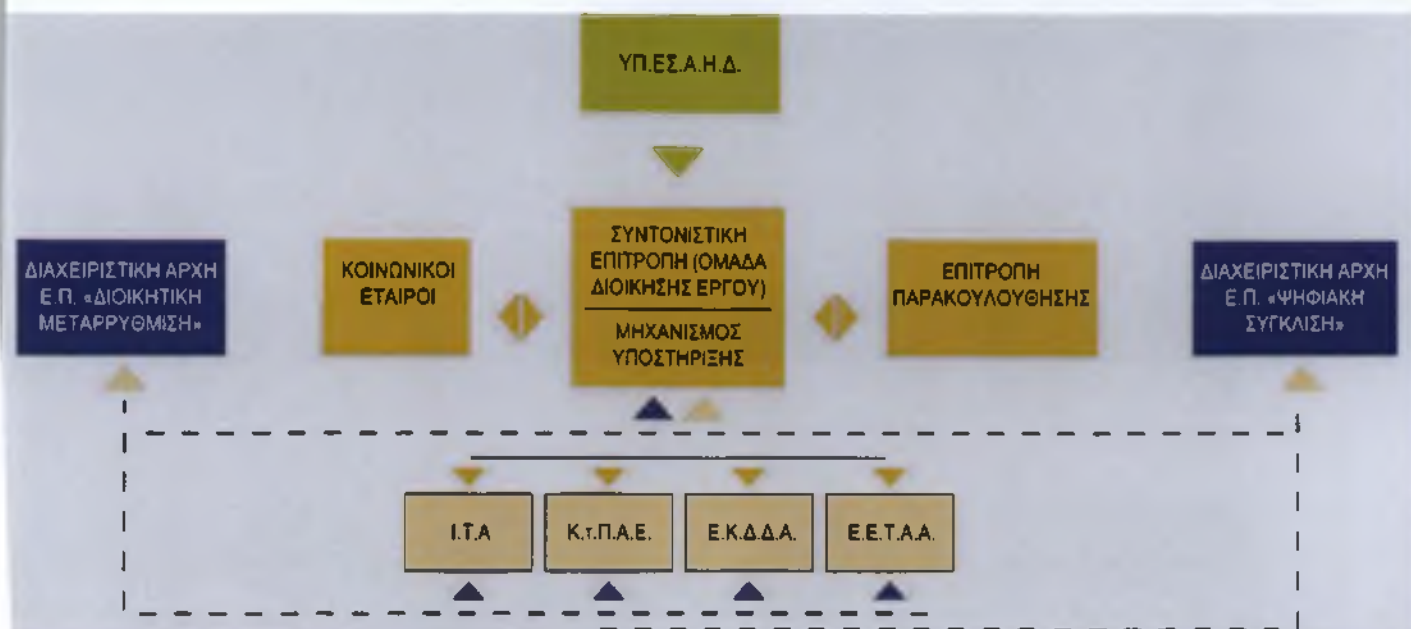 ΥΠ.ΕΣ.Α.Η.Δ.
ΔΙΑΧΕΙΡΙΣΤΙΚΗ ΑΡΧΗ
Ε.Π. «ΔΙΟΙΚΗΤΙΚΗ
ΜΕΤΑΡΡΥΘΜΙΣΗ»
ΚΟΙΝΩΝΙΚΟΙ
ΕΤΑΙΡΟΙ
ΣΥΝΤΟΝΙΣΤΙΚΗ
ΕΠΙΤΡΟΠΗ (ΟΜΑΔΑ
ΔΙΟΙΚΗΣΗΣ ΕΡΓΟΥ)
ΜΗΧΑΝΙΣΜΟΣ
ΥΠΟΣΤΗΡΙΞΗΣ
ΕΠΙΤΡΟΠΗ
ΠΑΡΑΚΟΥΛΟΥΘΗΣΗΣ
ΔΙΑΧΕΙΡΙΣΤΙΚΗ ΑΡΧΗ
Ε.Π. «ΨΗΦΙΑΚΗ
ΣΥΓΚΛΙΣΗ»
Ι.Τ.Α
Κ.τ.Π.Α.Ε.
Ε.Κ.Δ.Δ.Α.
Ε.Ε.Τ.Α.Α.